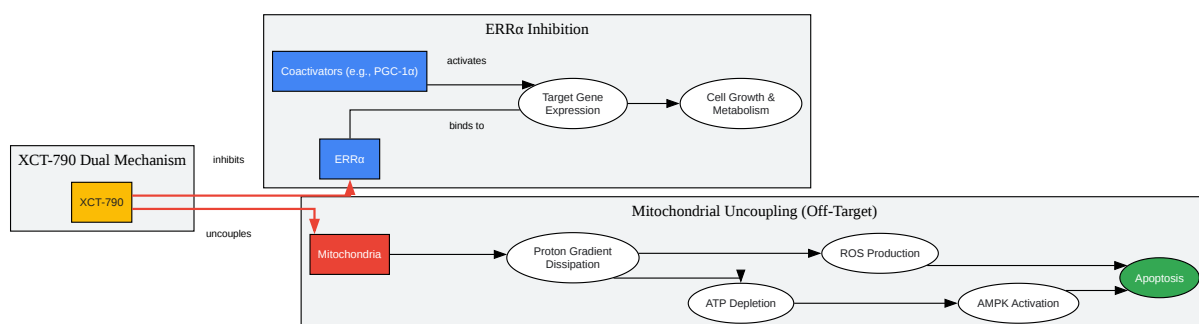 ERRα Inhibition
Coactivators (e.g., PGC-1α)
activates
Target Gene
Expression
Cell Growth &
Metabolism
binds to
ERRα
XCT-790 Dual Mechanism
inhibits
XCT-790
uncouples
Mitochondrial Uncoupling (Off-Target)
Mitochondria
Proton Gradient
Dissipation
ROS Production
ATP Depletion
AMPK Activation
Apoptosis